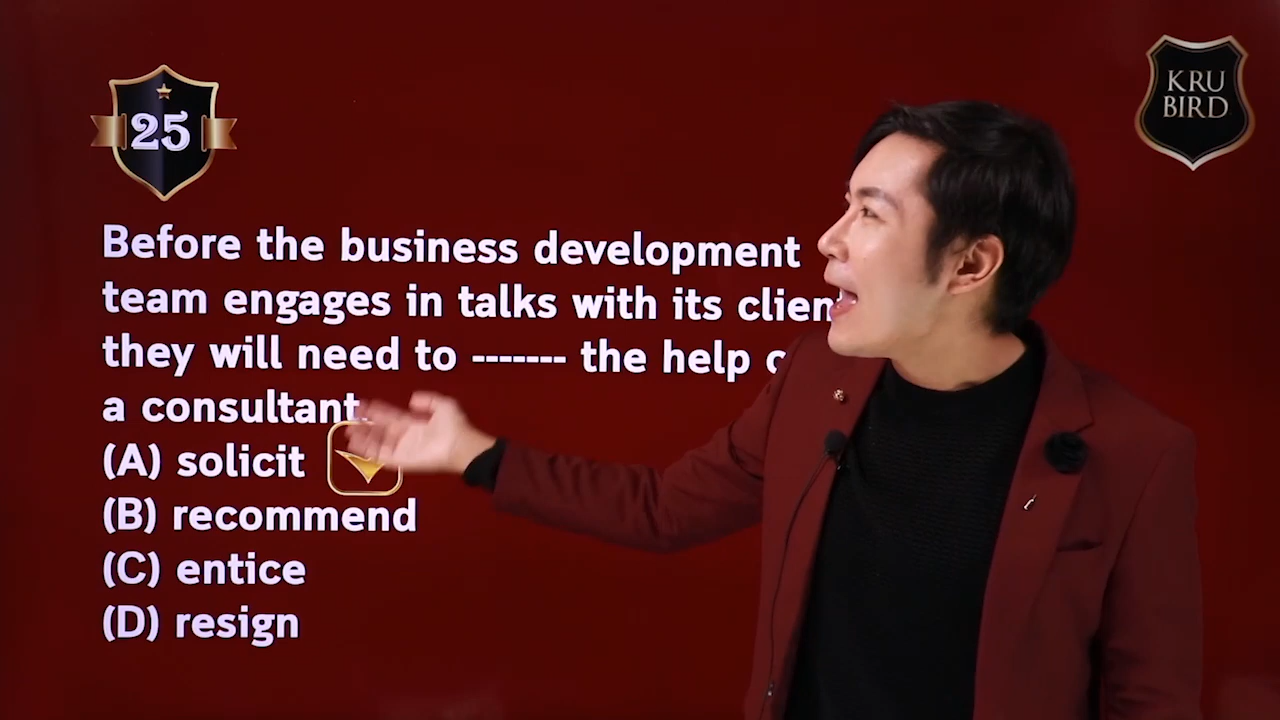 25
KRU
BIRD
Before the business development
team engages in talks with its
they will need to ------- the help
a consultant.
(A) solicit
(B) recommend
(C) entice
(D) resign